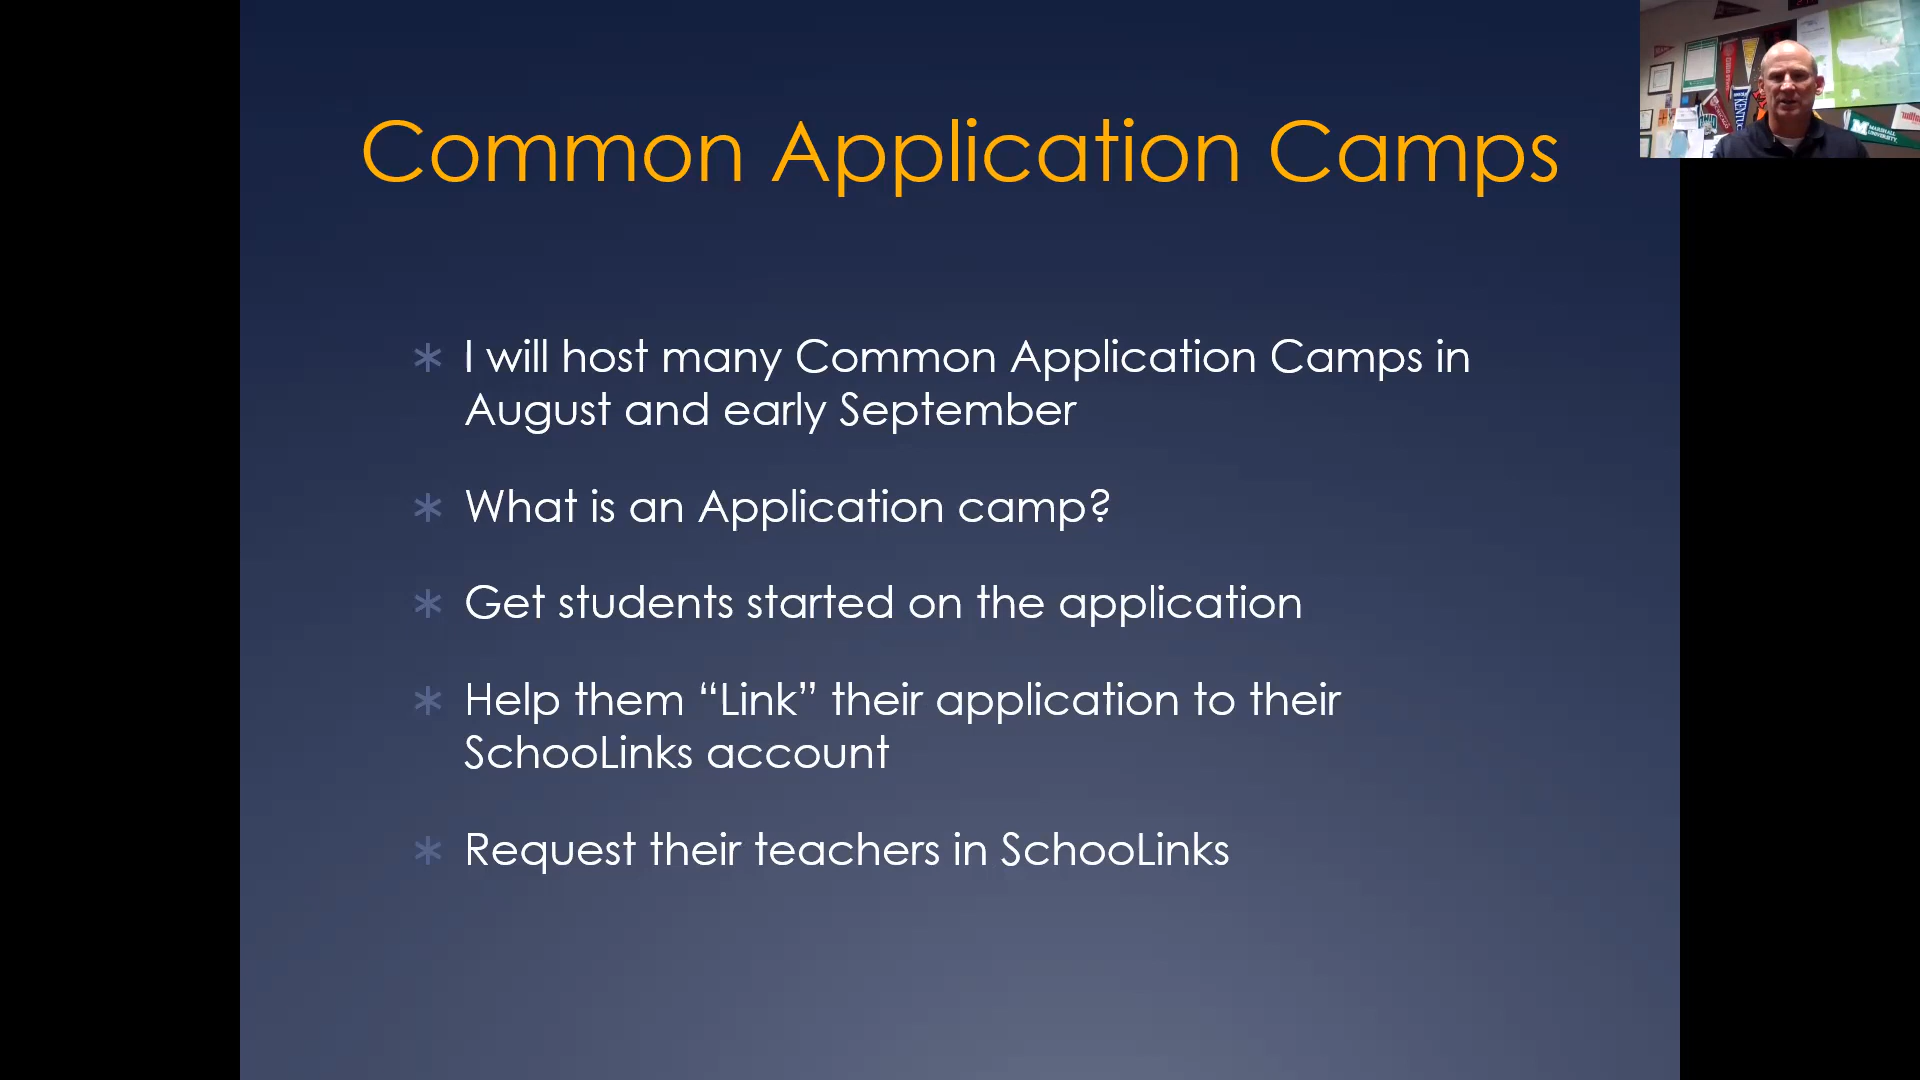 Common Application Camps
I will host many Common Application Camps in
August and early September
What is an Application camp?
Get students started on the application
Help them “Link” their application to their
SchooLinks account
Request their teachers in SchooLinks
MARSHALL
UNIVERSITY